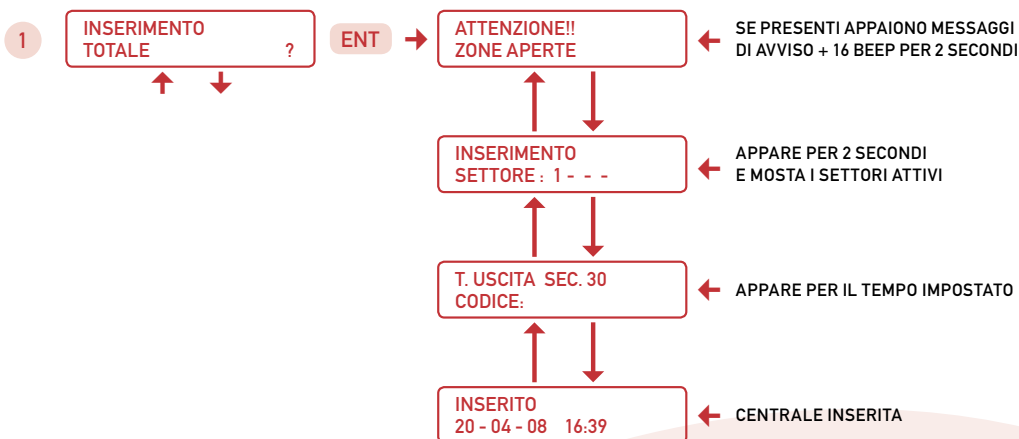 1
INSERIMENTO
TOTALE ?
ENT
ATTENZIONE!!
ZONE APERTE
SE PRESENTI APPAIONO MESSAGGI
DI AVVISO + 16 BEEP PER 2 SECONDI
INSERIMENTO
SETTORE : 1 - - -
APPARE PER 2 SECONDI
E MOSTA I SETTORI ATTIVI
T. USCITA SEC. 30
CODICE:
APPARE PER IL TEMPO IMPOSTATO
INSERITO
20 - 04 - 08 16:39
CENTRALE INSERITA